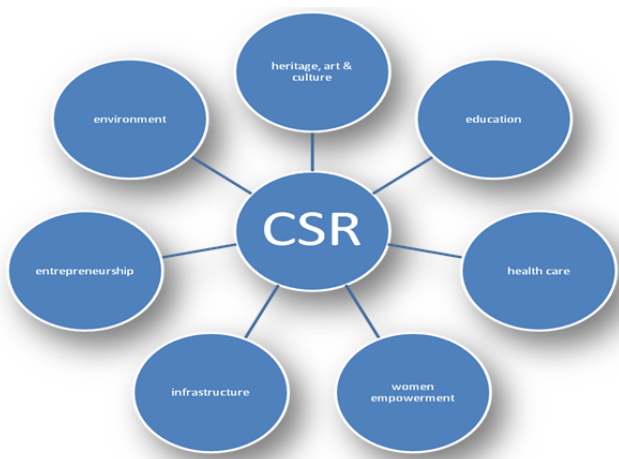 heritage, art &
culture
environment
education
CSR
entrepreneurship
health care
infrastructure
women
empowerment